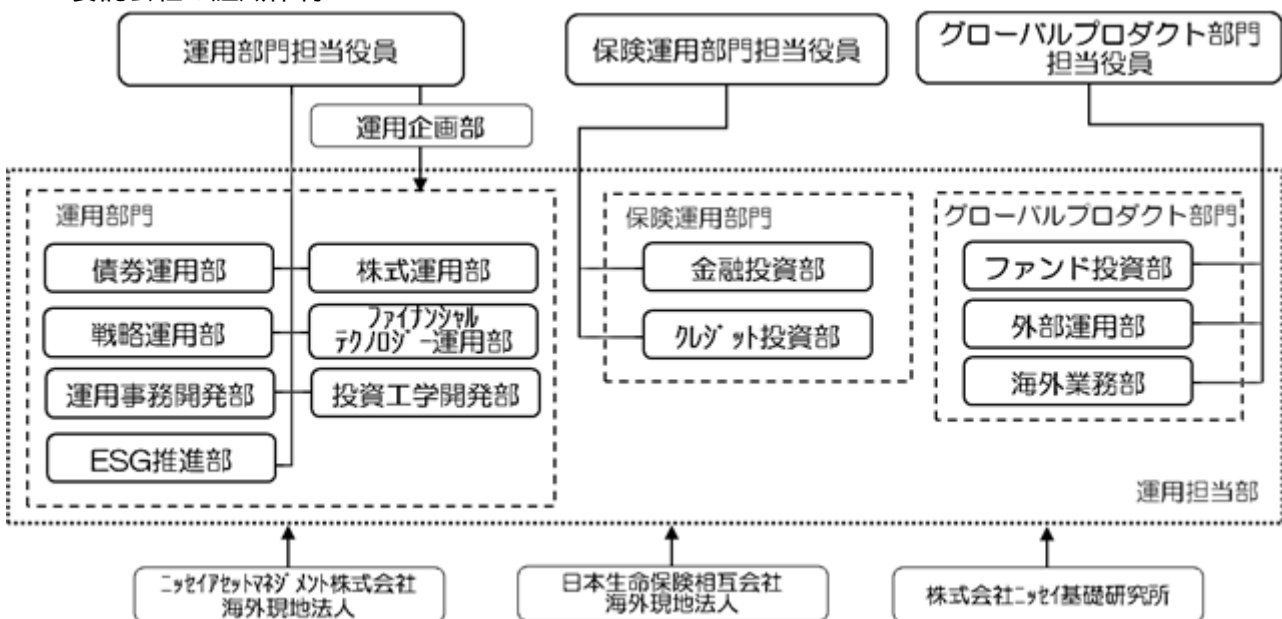 運用部門担当役員
保険運用部門担当役員
グローバルプロダクト部門
担当役員
運用企画部
運用部門
保険運用部門
グローバルプロダクト部門
債券運用部
株式運用部
金融投資部
ファンド投資部
戦略運用部
ファイナンシャル
テクノロジー運用部
クレジット投資部
外部運用部
運用事務開発部
投資工学開発部
海外業務部
ESG推進部
運用担当部
ニッセイアセットマネジメント株式会社
海外現地法人
日本生命保険相互会社
海外現地法人
株式会社ニッセイ基礎研究所